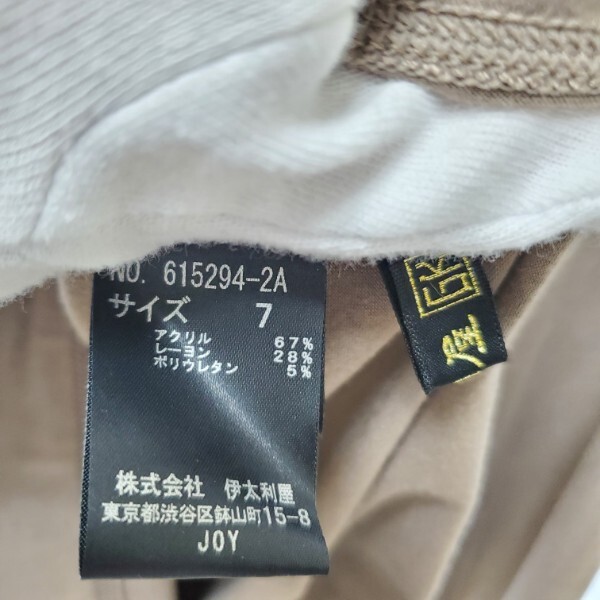 NO. 615294-2A
サイズ 7
アクリル 67%
レーヨン 28%
ポリウレタン 5%
株式会社 伊太利屋
東京都渋谷区鉢山町15-8
JOY
GK
屋